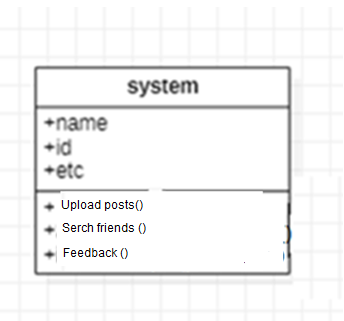 system
+name
+id
+etc
+ Upload posts()
+ Serch friends ()
+ Feedback ()